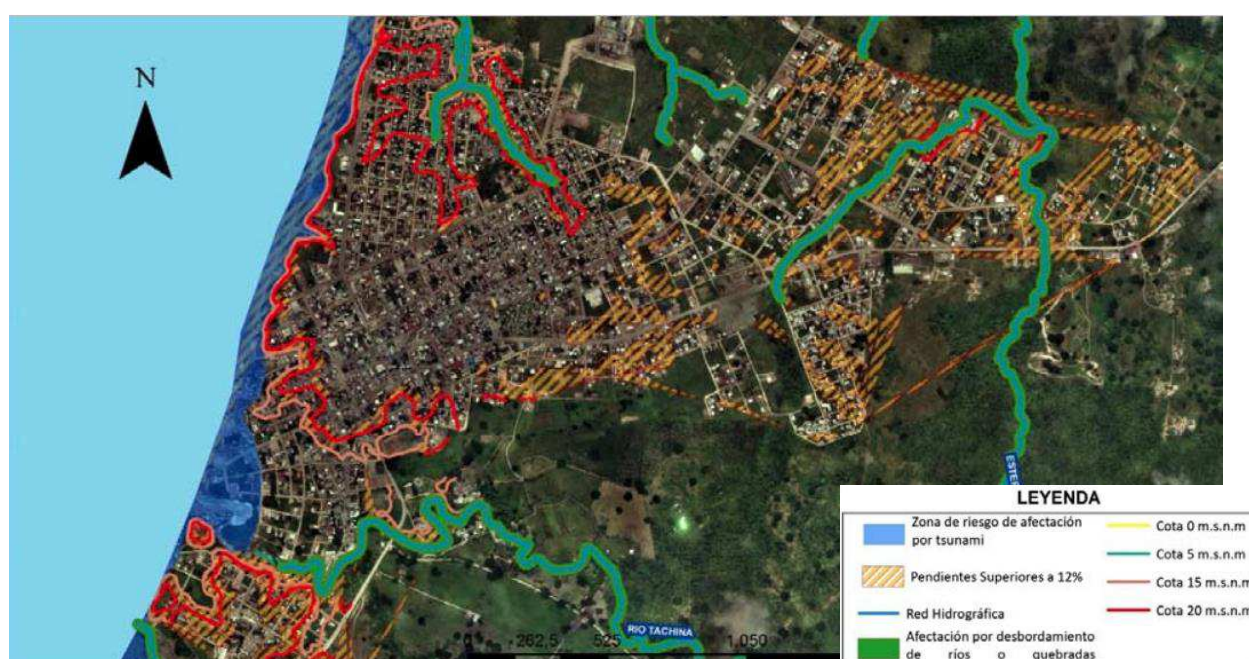 N
ESTER
RIO TACHINA
262,5 525 1.050
LEYENDA
Zona de riesgo de afectación
por tsunami
Pendientes Superiores a 12%
Red Hidrográfica
Afectación por desbordamiento
de ríos o quebradas
Cota 0 m.s.n.m
Cota 5 m.s.n.m
Cota 15 m.s.n.m
Cota 20 m.s.n.m